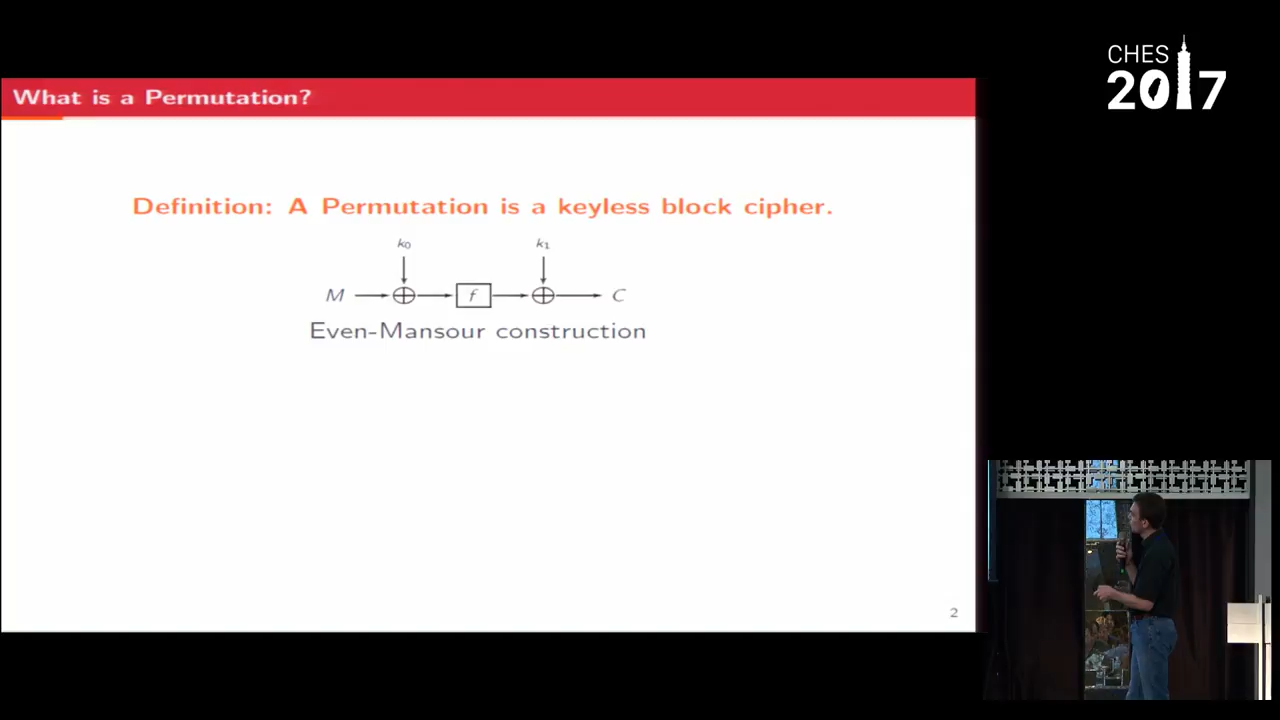 CHES
2017
What is a Permutation?
Definition: A Permutation is a keyless block cipher.
k0 k1
M f C
Even-Mansour construction
2